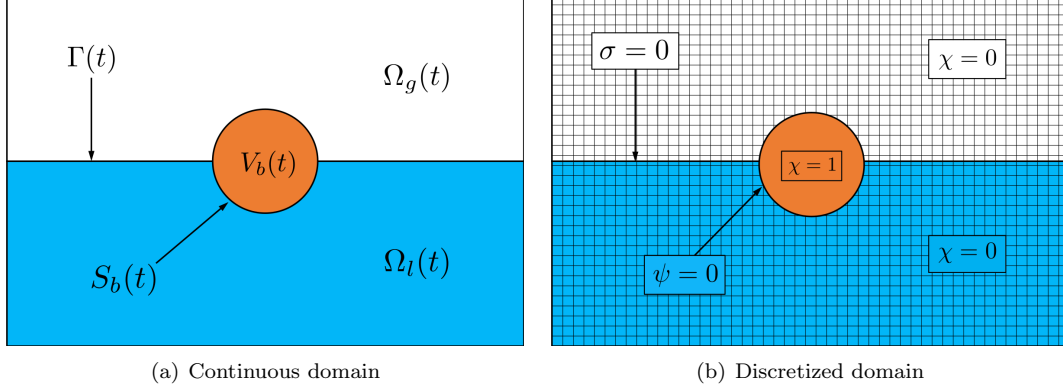 Γ(t)
Ω_g(t)
V_b(t)
S_b(t)
Ω_l(t)
(a) Continuous domain
σ = 0
χ = 0
χ = 1
ψ = 0
χ = 0
(b) Discretized domain